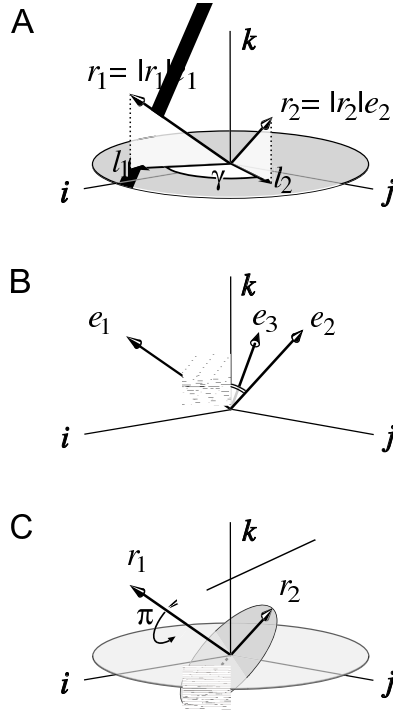 A
k
r1 = |r1|e1
r2 = |r2|e2
l1
γ
l2
i
j
B
k
e1
e3
e2
i
j
C
k
r1
π
r2
i
j